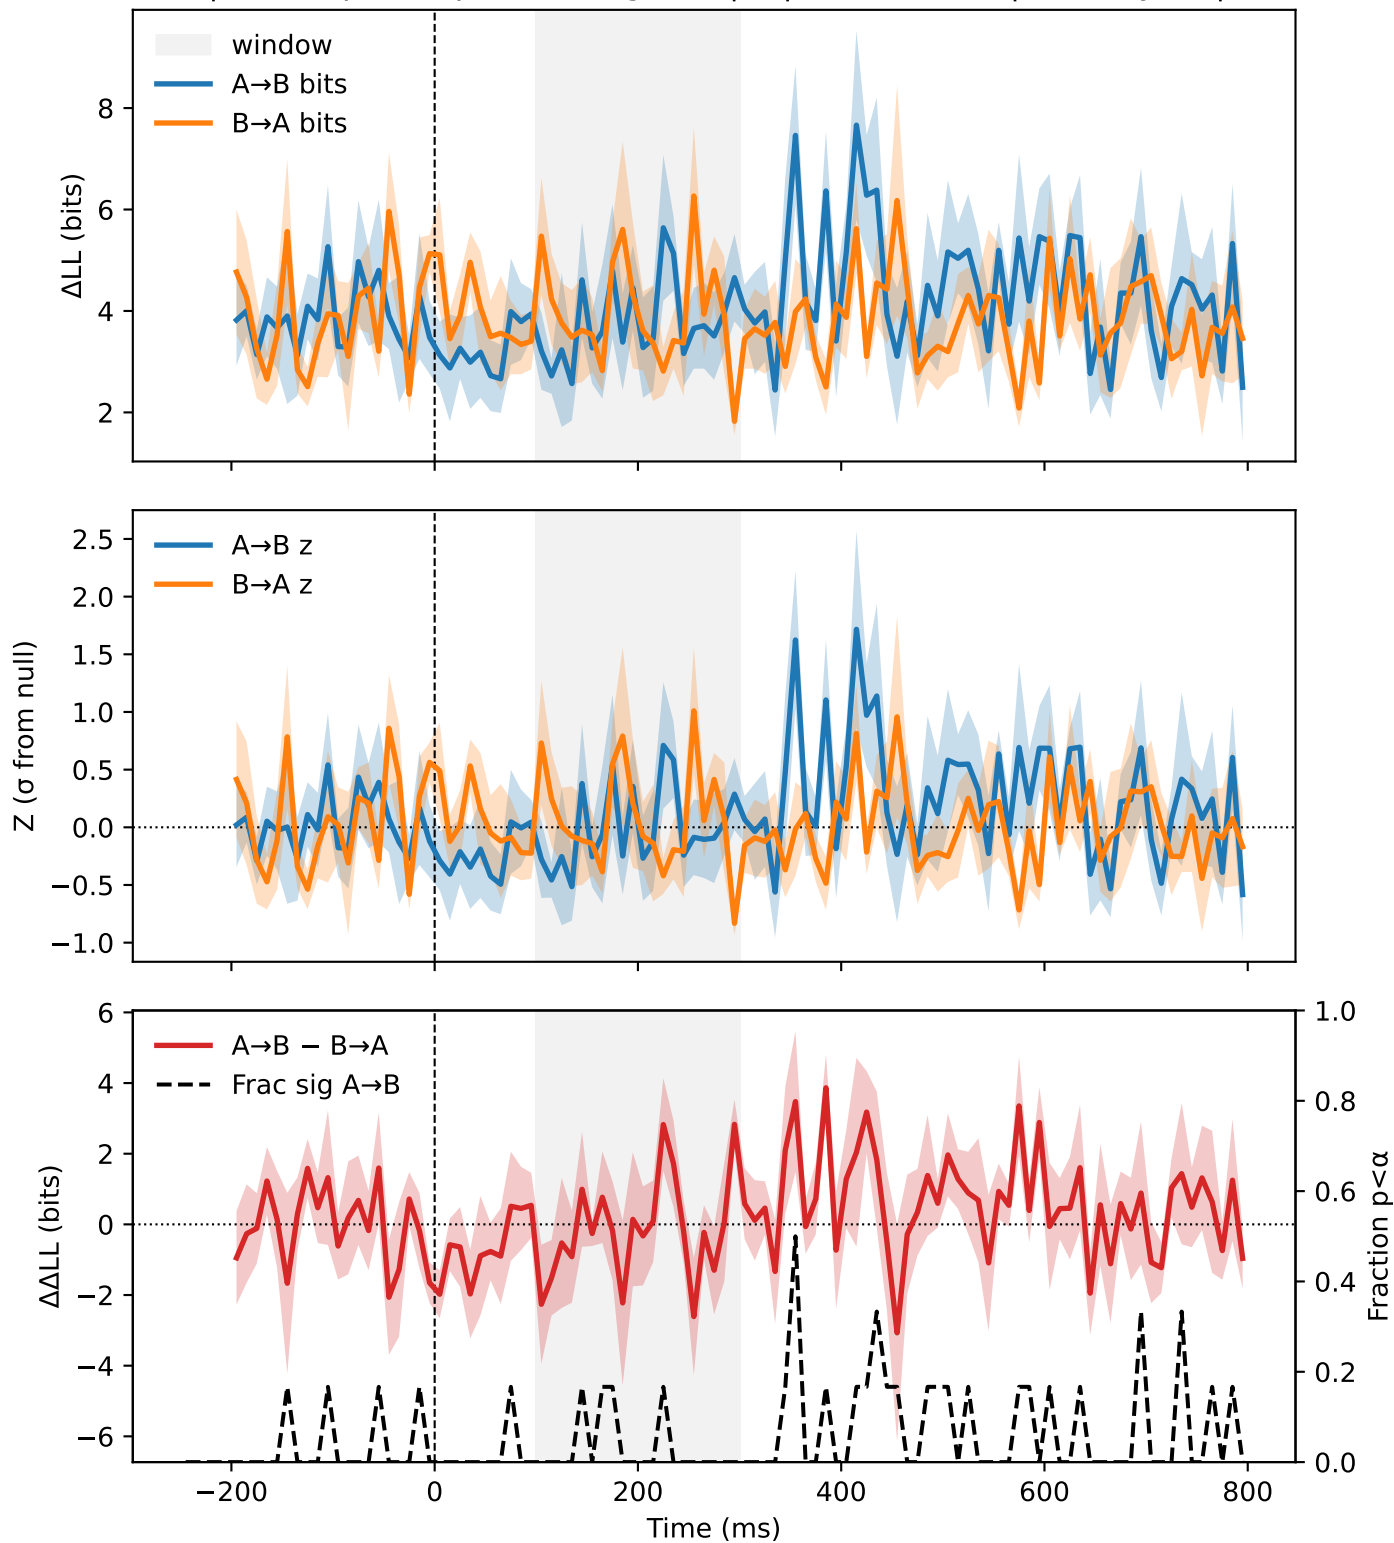 window
A→B bits
B→A bits
ΔLL (bits)
8
6
4
2
A→B z
B→A z
Z (σ from null)
2.5
2.0
1.5
1.0
0.5
0.0
−0.5
−1.0
A→B − B→A
Frac sig A→B
ΔΔLL (bits)
6
4
2
0
−2
−4
−6
1.0
0.8
0.6
0.4
0.2
0.0
Fraction p<α
−200
0
200
400
600
800
Time (ms)